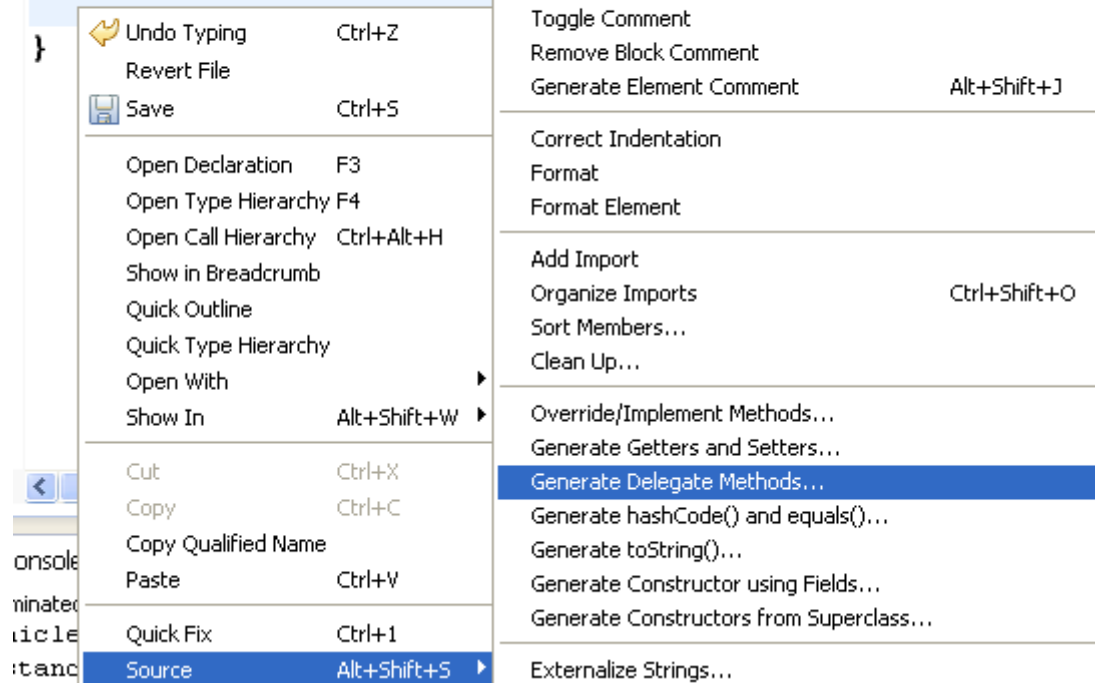 }
Undo Typing Ctrl+Z
Revert File
Save Ctrl+S
Open Declaration F3
Open Type Hierarchy F4
Open Call Hierarchy Ctrl+Alt+H
Show in Breadcrumb
Quick Outline
Quick Type Hierarchy
Open With
Show In Alt+Shift+W
Cut Ctrl+X
Copy Ctrl+C
Copy Qualified Name
Paste Ctrl+V
Quick Fix Ctrl+1
Source Alt+Shift+S
onsole
minated
icle
stanc
Toggle Comment
Remove Block Comment
Generate Element Comment Alt+Shift+J
Correct Indentation
Format
Format Element
Add Import
Organize Imports Ctrl+Shift+O
Sort Members...
Clean Up...
Override/Implement Methods...
Generate Getters and Setters...
Generate Delegate Methods...
Generate hashCode() and equals()...
Generate toString()...
Generate Constructor using Fields...
Generate Constructors from Superclass...
Externalize Strings...